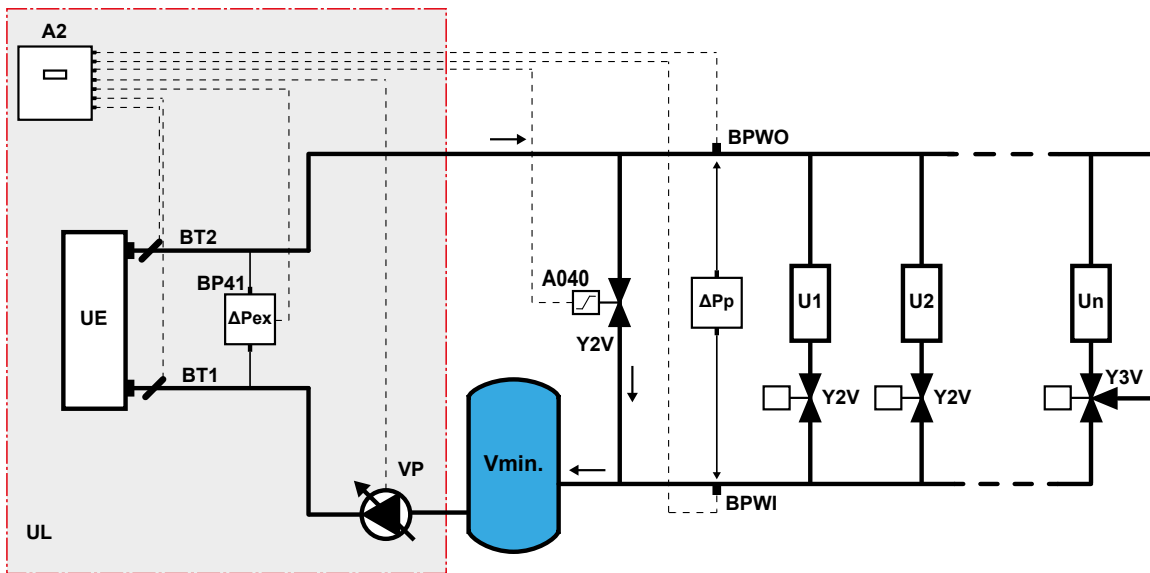 A2
BPWO
BT2
BP41
A040
ΔPex
ΔPp
U1
U2
Un
UE
Y2V
BT1
Y3V
Y2V
Y2V
VP
Vmin.
BPWI
UL